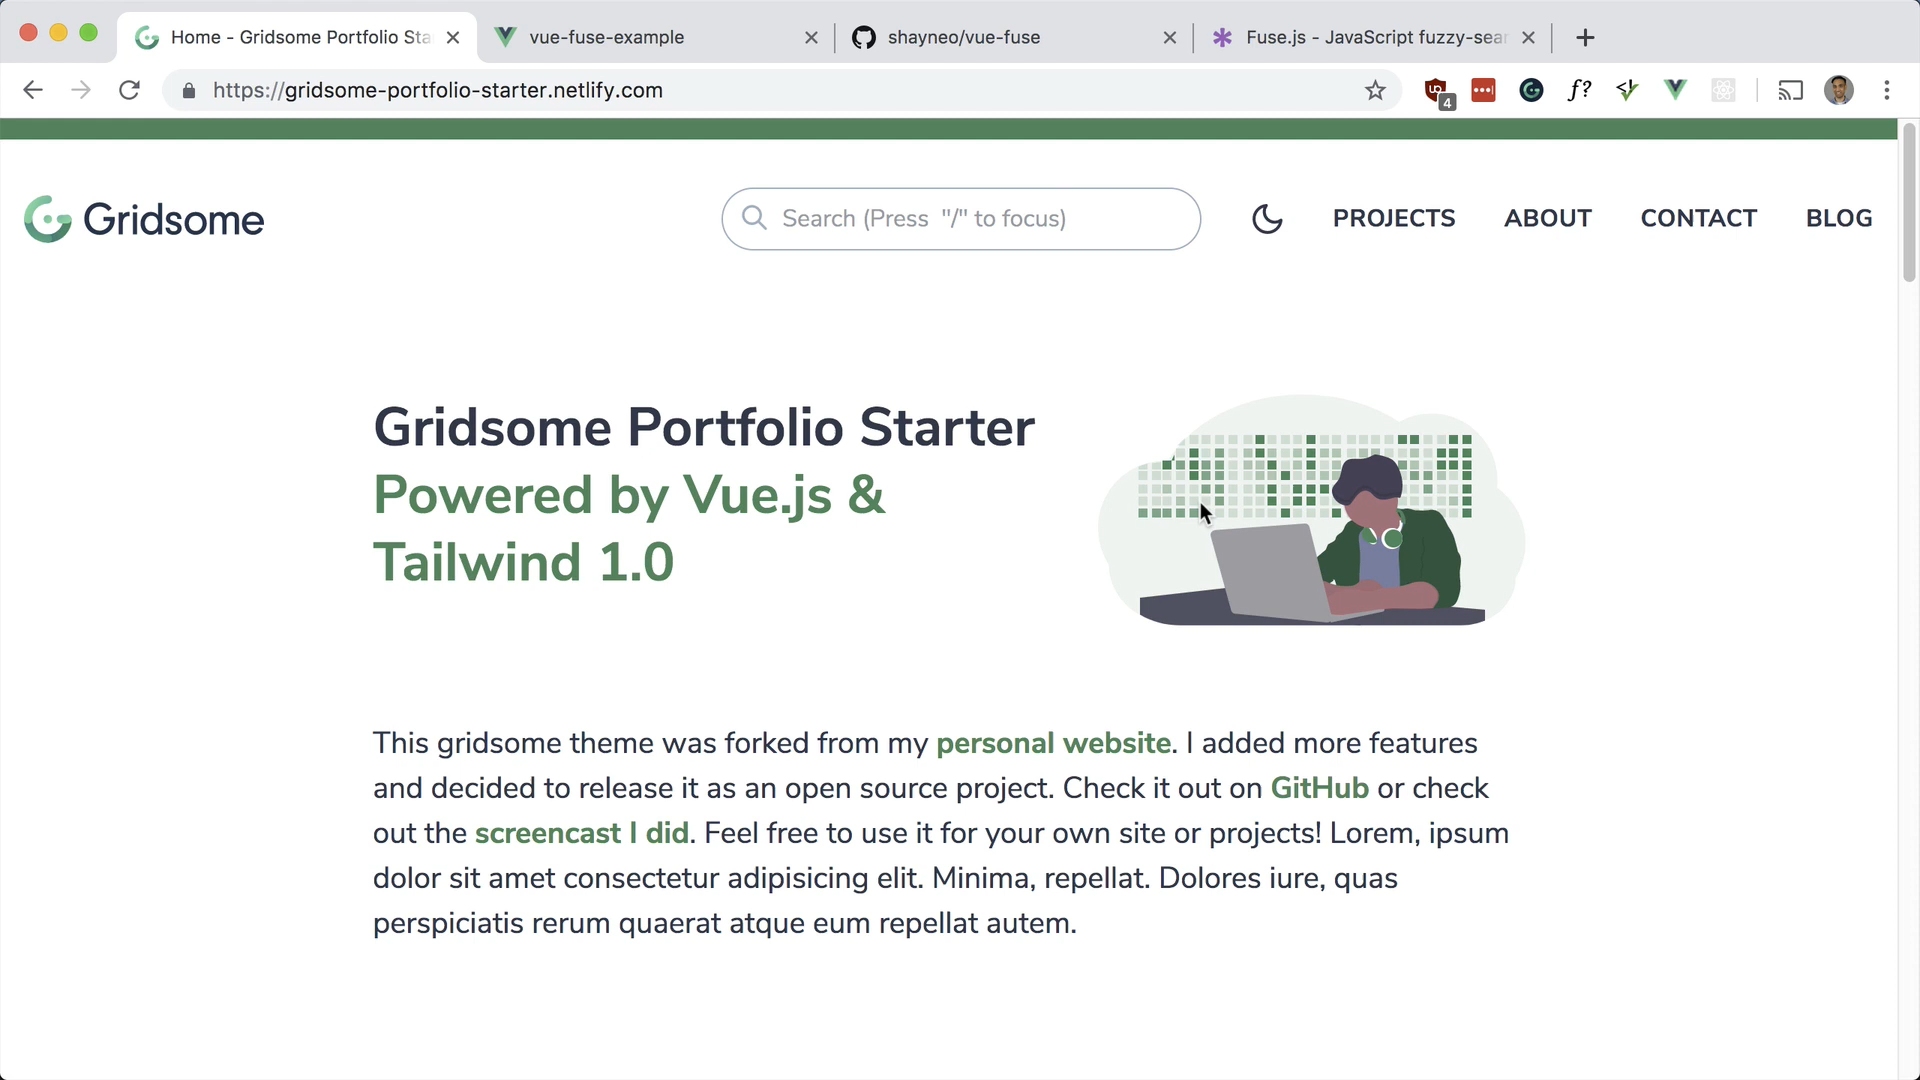 Home - Gridsome Portfolio Sta
vue-fuse-example
shayneo/vue-fuse
Fuse.js - JavaScript fuzzy-sear
https://gridsome-portfolio-starter.netlify.com
4
f?
Gridsome
Search (Press "/" to focus)
PROJECTS
ABOUT
CONTACT
BLOG
Gridsome Portfolio Starter
Powered by Vue.js &
Tailwind 1.0
This gridsome theme was forked from my personal website. I added more features
and decided to release it as an open source project. Check it out on GitHub or check
out the screencast I did. Feel free to use it for your own site or projects! Lorem, ipsum
dolor sit amet consectetur adipisicing elit. Minima, repellat. Dolores iure, quas
perspiciatis rerum quaerat atque eum repellat autem.